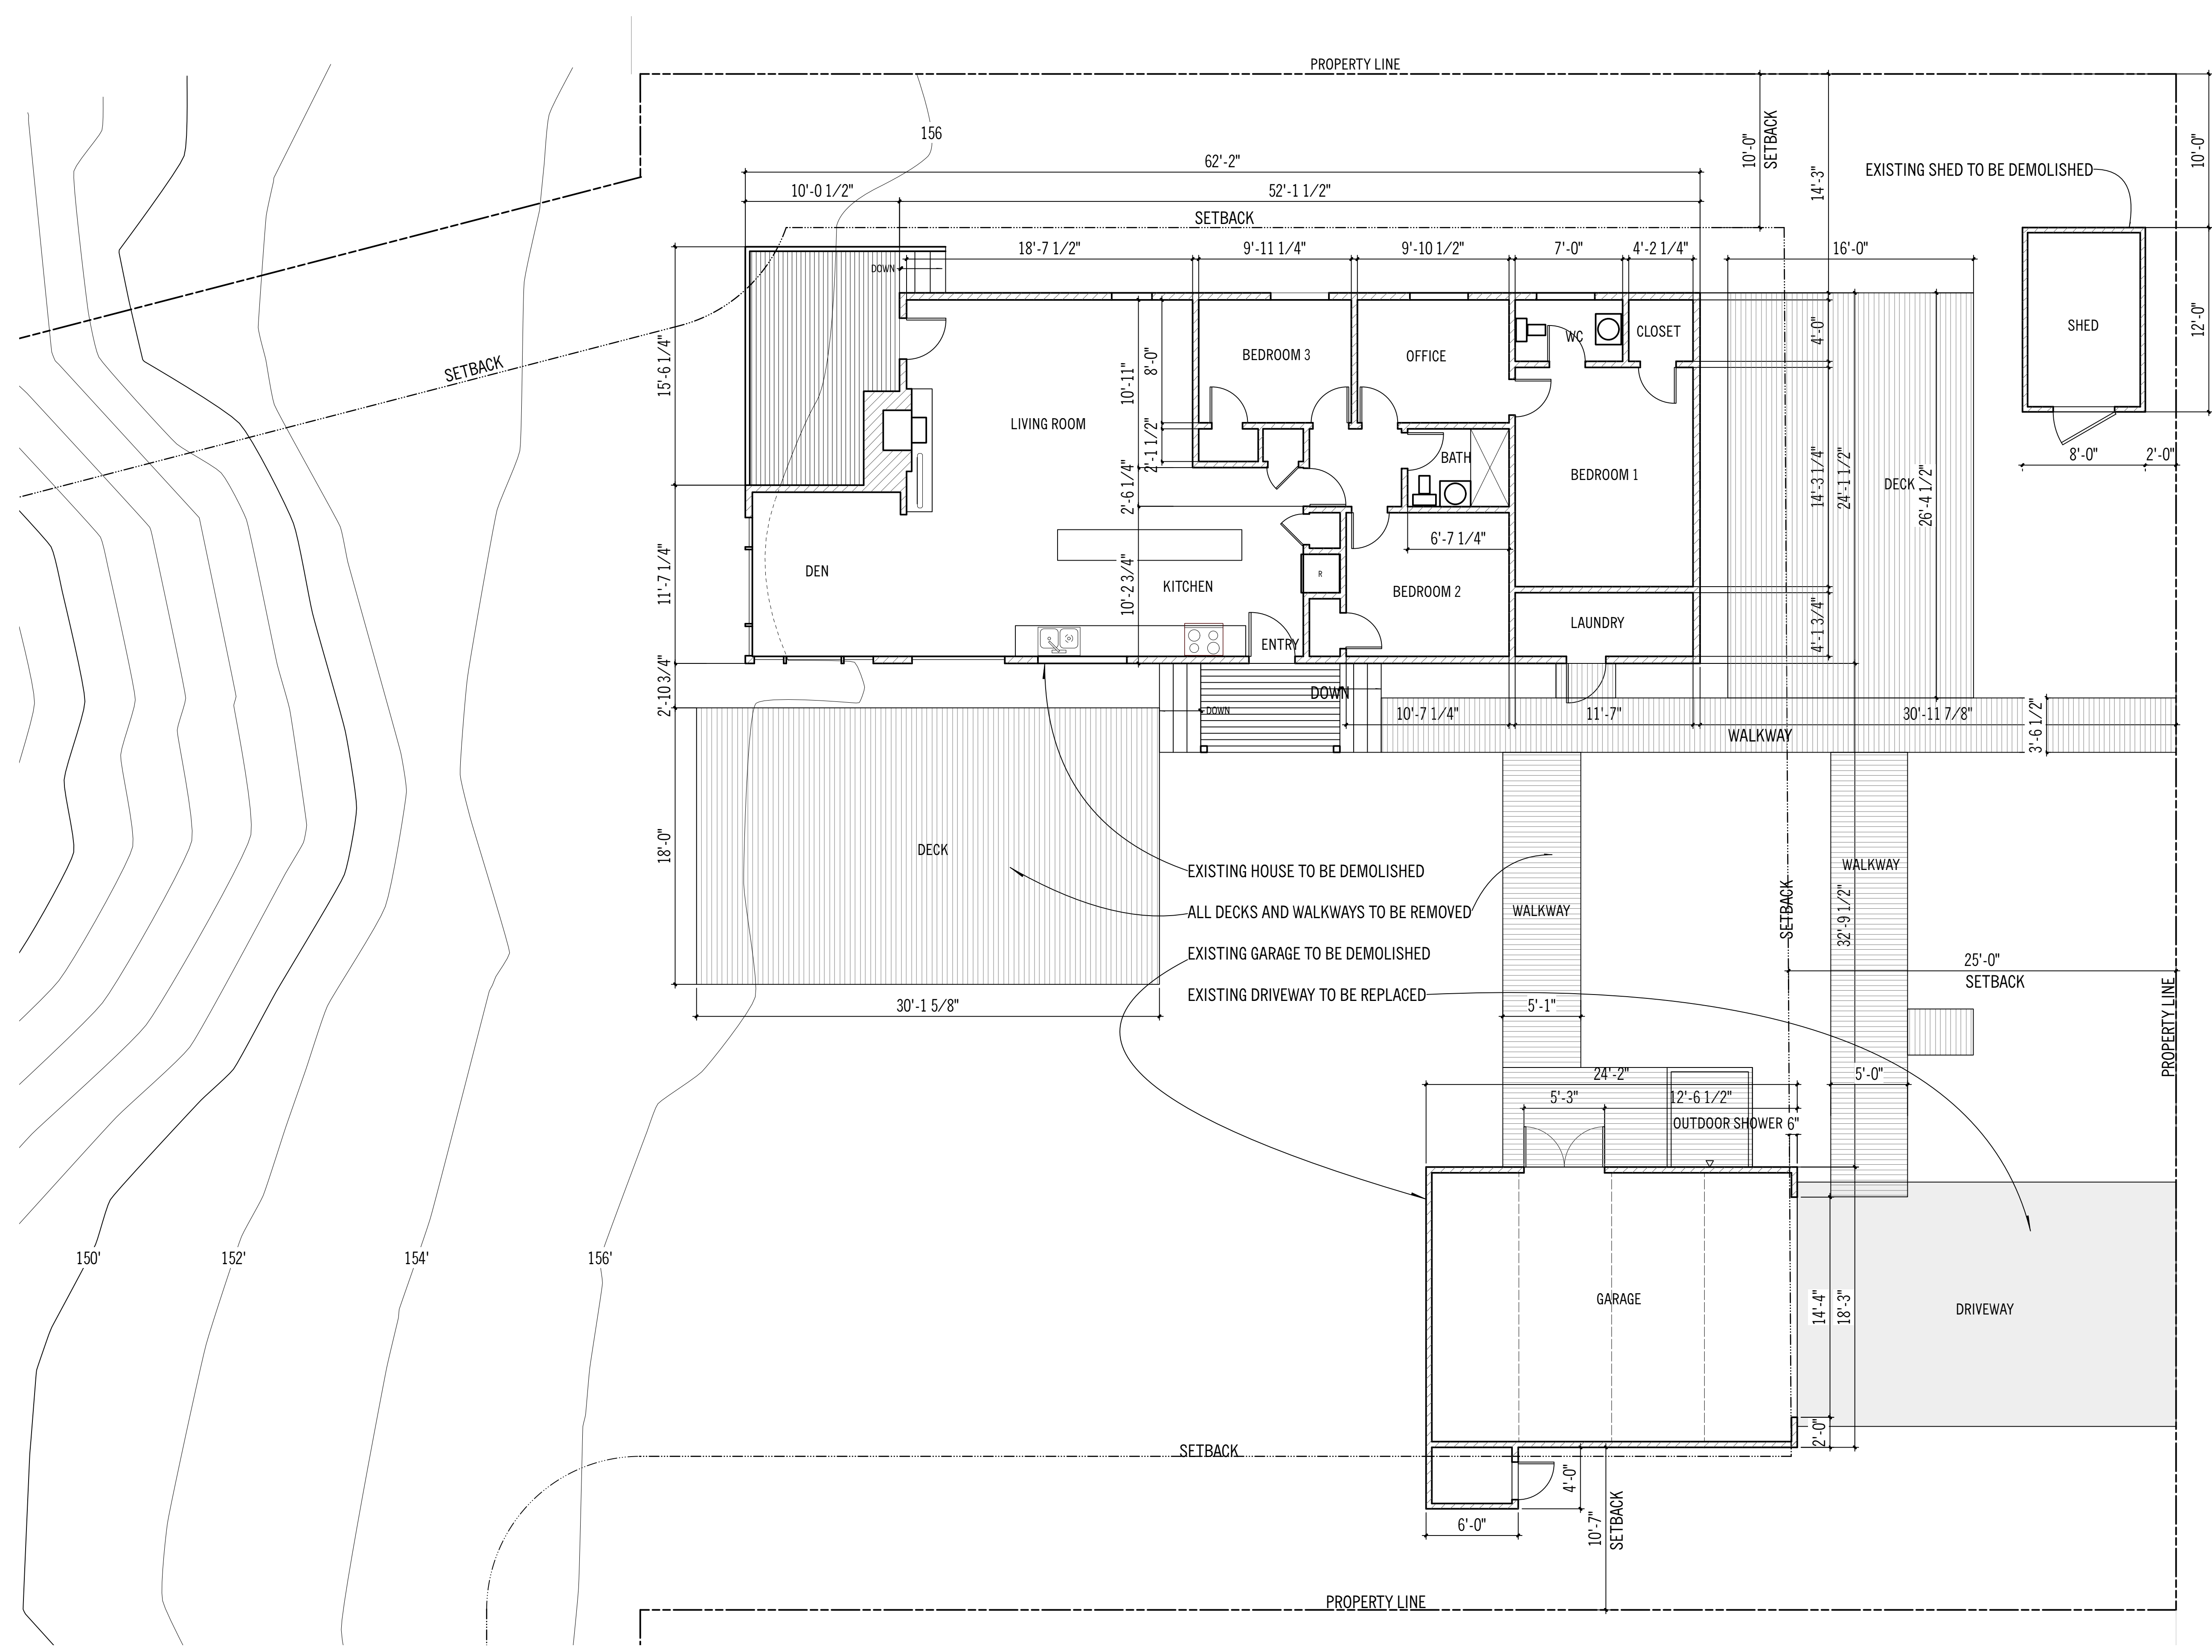 PROPERTY LINE
156
10'-0"
SETBACK
10'-0"
62'-2"
EXISTING SHED TO BE DEMOLISHED
14'-3"
10'-0 1/2"
52'-1 1/2"
SETBACK
18'-7 1/2"
9'-11 1/4"
9'-10 1/2"
7'-0"
4'-2 1/4"
16'-0"
DOWN
12'-0"
SHED
WC
CLOSET
4'-0"
15'-6 1/4"
SETBACK
BEDROOM 3
OFFICE
8'-0"
10'-11"
LIVING ROOM
2'-1 1/2"
BATH
BEDROOM 1
14'-3 1/4"
24'-1 1/2"
DECK
26'-4 1/2"
8'-0"
2'-0"
2'-6 1/4"
6'-7 1/4"
DEN
11'-7 1/4"
10'-2 3/4"
KITCHEN
R
BEDROOM 2
LAUNDRY
4'-1 3/4"
ENTRY
2'-10 3/4"
DOWN
DOWN
10'-7 1/4"
11'-7"
30'-11 7/8"
3'-6 1/2"
WALKWAY
18'-0"
DECK
EXISTING HOUSE TO BE DEMOLISHED
ALL DECKS AND WALKWAYS TO BE REMOVED
EXISTING GARAGE TO BE DEMOLISHED
EXISTING DRIVEWAY TO BE REPLACED
WALKWAY
SETBACK
WALKWAY
32'-9 1/2"
25'-0"
SETBACK
PROPERTY LINE
30'-1 5/8"
5'-1"
24'-2"
5'-0"
5'-3"
12'-6 1/2"
OUTDOOR SHOWER
6"
150'
152'
154'
156'
GARAGE
14'-4"
18'-3"
DRIVEWAY
2'-0"
SETBACK
4'-0"
10'-7"
SETBACK
6'-0"
PROPERTY LINE